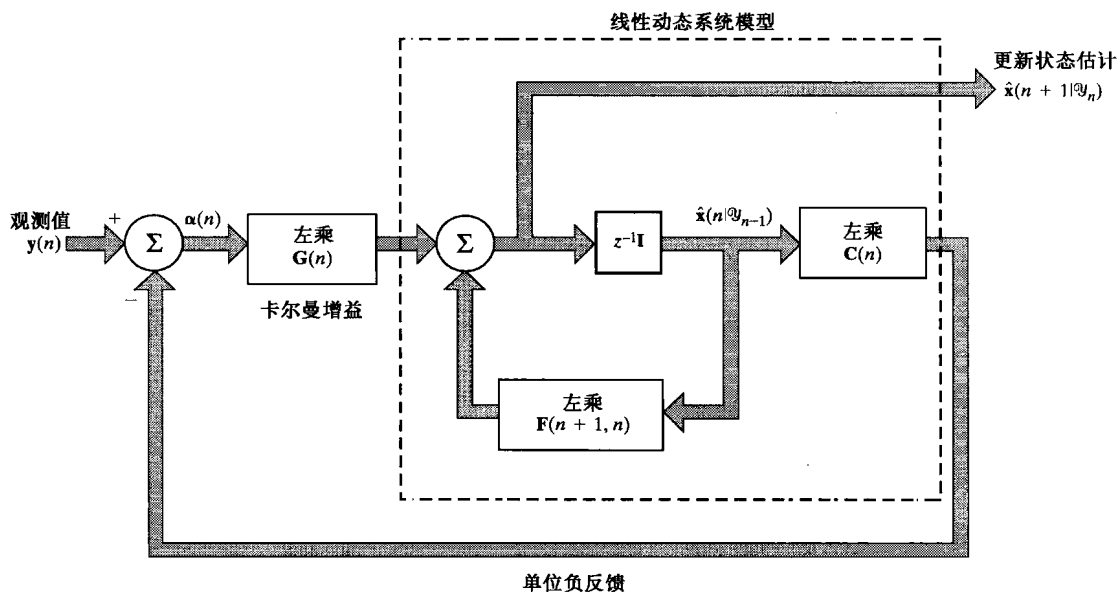 线性动态系统模型
更新状态估计
x̂(n + 1|𝒴ₙ)
观测值
y(n)
+
Σ
−
α(n)
左乘
G(n)
卡尔曼增益
Σ
z⁻¹I
x̂(n|𝒴ₙ₋₁)
左乘
C(n)
左乘
F(n + 1, n)
单位负反馈